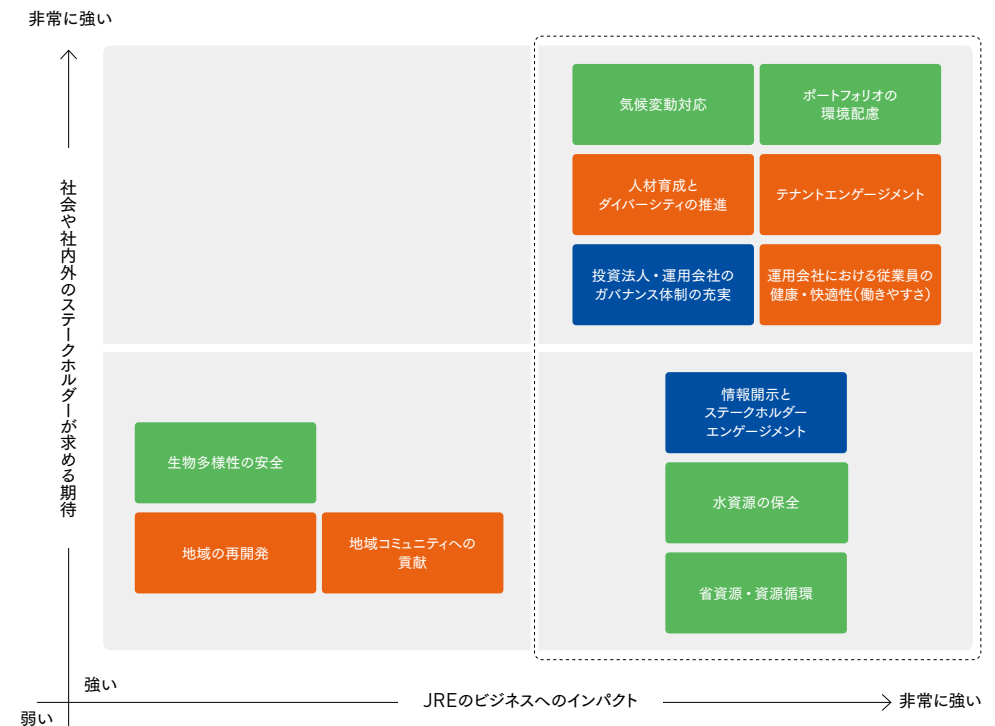 非常に強い
社会や社内外のステークホルダーが求める期待
気候変動対応
ポートフォリオの
環境配慮
人材育成と
ダイバーシティの推進
テナントエンゲージメント
投資法人・運用会社の
ガバナンス体制の充実
運用会社における従業員の
健康・快適性(働きやすさ)
情報開示と
ステークホルダー
エンゲージメント
生物多様性の安全
水資源の保全
地域の再開発
地域コミュニティへの
貢献
省資源・資源循環
強い
弱い
JREのビジネスへのインパクト
非常に強い